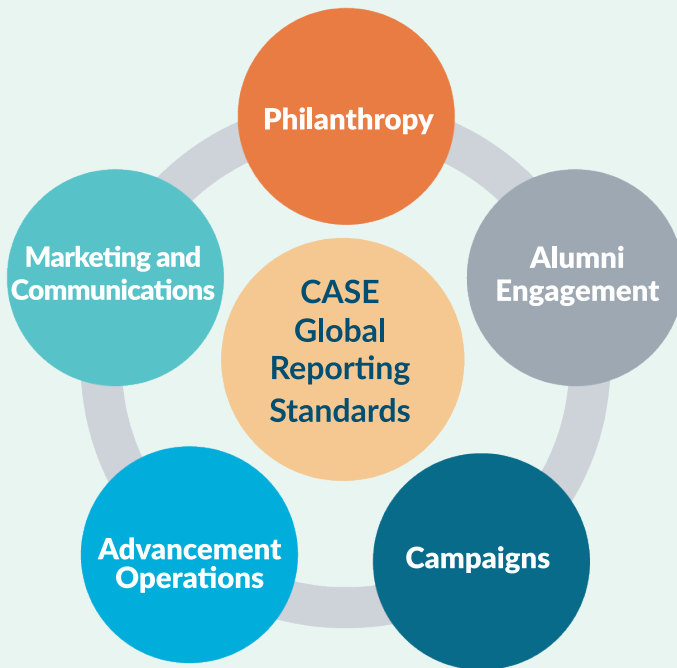 Philanthropy
Marketing and
Communications
Alumni
Engagement
CASE
Global
Reporting
Standards
Advancement
Operations
Campaigns